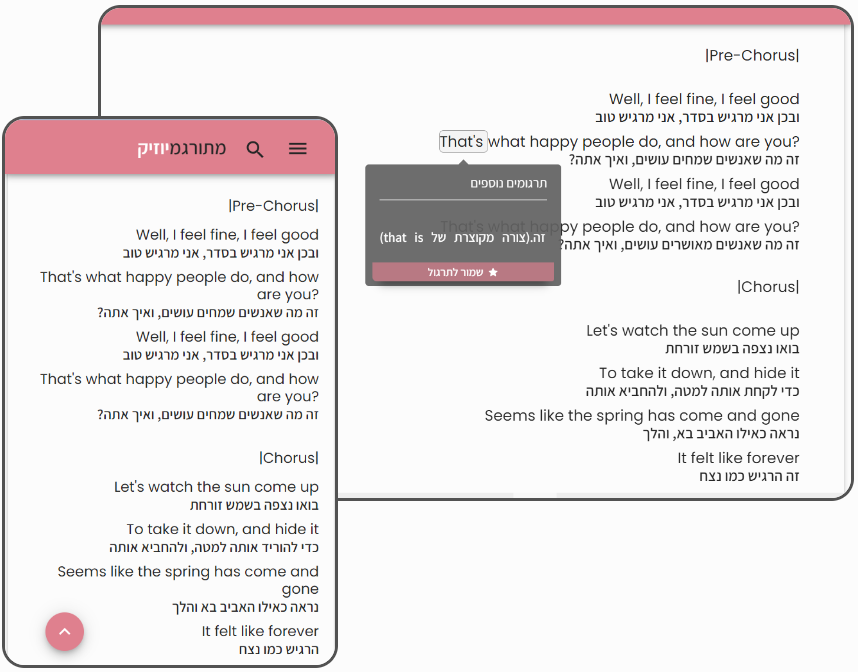 |Pre-Chorus|
Well, I feel fine, I feel good
ובכן אני מרגיש בסדר, אני מרגיש טוב
That's what happy people do, and how are you?
זה מה שאנשים שמחים עושים, ואיך אתה?
Well, I feel fine, I feel good
ובכן אני מרגיש בסדר, אני מרגיש טוב
That's what happy people do, and how are you?
זה מה שאנשים מאושרים עושים, ואיך אתה?
תרגומים נוספים
זה.(צורה מקוצרת של that is)
שמור לתרגול
|Chorus|
Let's watch the sun come up
בואו נצפה בשמש זורחת
To take it down, and hide it
כדי לקחת אותה למטה, ולהחביא אותה
Seems like the spring has come and gone
נראה כאילו האביב בא, והלך
It felt like forever
זה הרגיש כמו נצח
מתורגמיוזיק
|Pre-Chorus|
Well, I feel fine, I feel good
ובכן אני מרגיש בסדר, אני מרגיש טוב
That's what happy people do, and how
are you?
זה מה שאנשים שמחים עושים, ואיך אתה?
Well, I feel fine, I feel good
ובכן אני מרגיש בסדר, אני מרגיש טוב
That's what happy people do, and how
are you?
זה מה שאנשים שמחים עושים, ואיך אתה?
|Chorus|
Let's watch the sun come up
בואו נצפה בשמש זורחת
To take it down, and hide it
כדי להוריד אותה למטה, ולהחביא אותה
Seems like the spring has come and
gone
נראה כאילו האביב בא והלך
It felt like forever
הרגיש כמו נצח